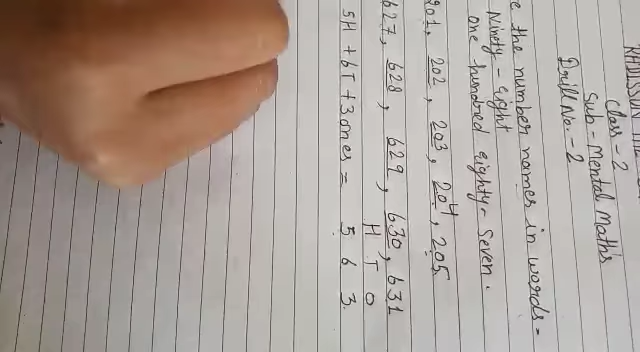 Class - 2
Sub - Mental Maths
Drill No. - 2
the number names in words -
Ninety - eight
one hundred eighty - seven.
201, 202, 203, 204, 205
627, 628, 629, 630, 631
H T O
5H + 6T + 3 ones = 5 6 3